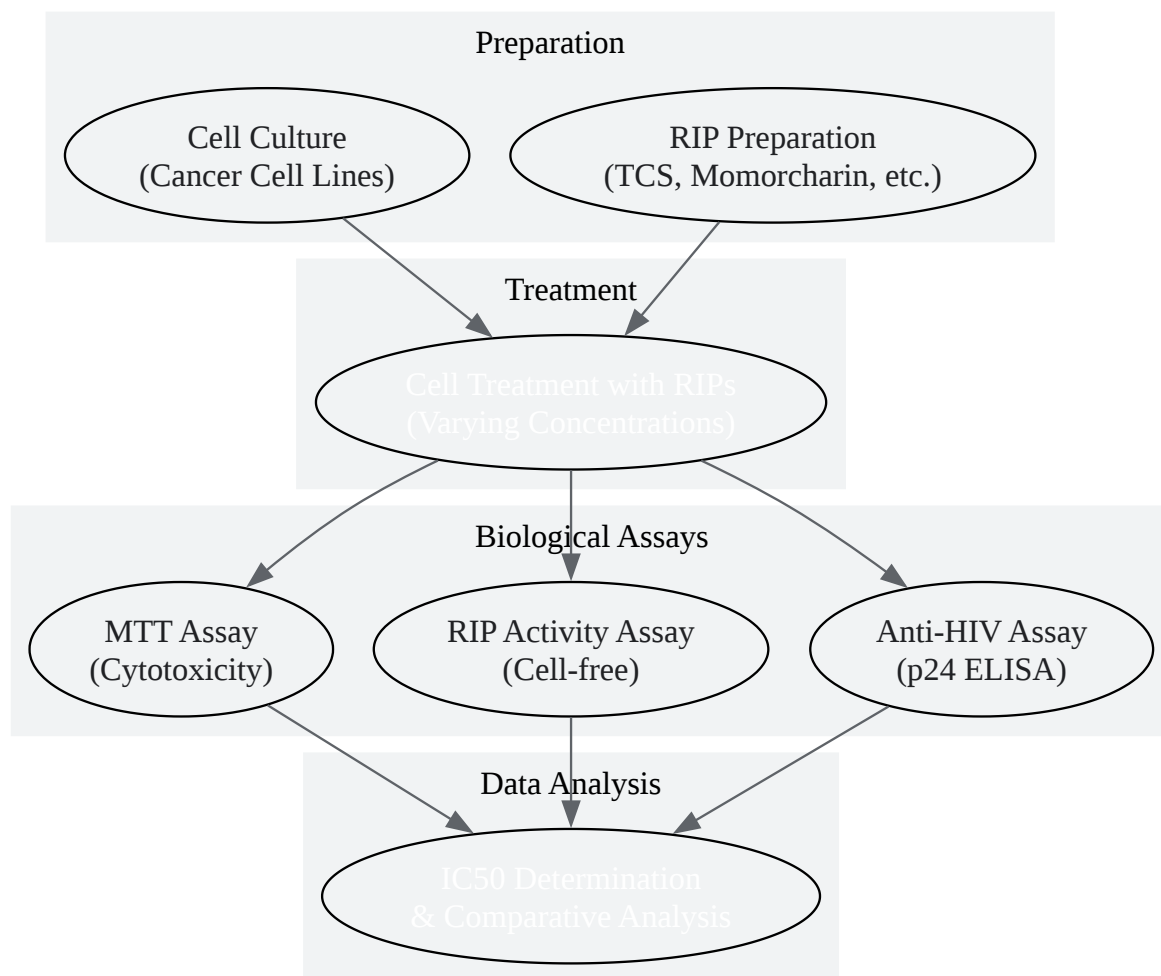 Preparation
Cell Culture
(Cancer Cell Lines)
RIP Preparation
(TCS, Momorcharin, etc.)
Treatment
Cell Treatment with RIPs
(Varying Concentrations)
Biological Assays
MTT Assay
(Cytotoxicity)
RIP Activity Assay
(Cell-free)
Anti-HIV Assay
(p24 ELISA)
Data Analysis
IC50 Determination
& Comparative Analysis